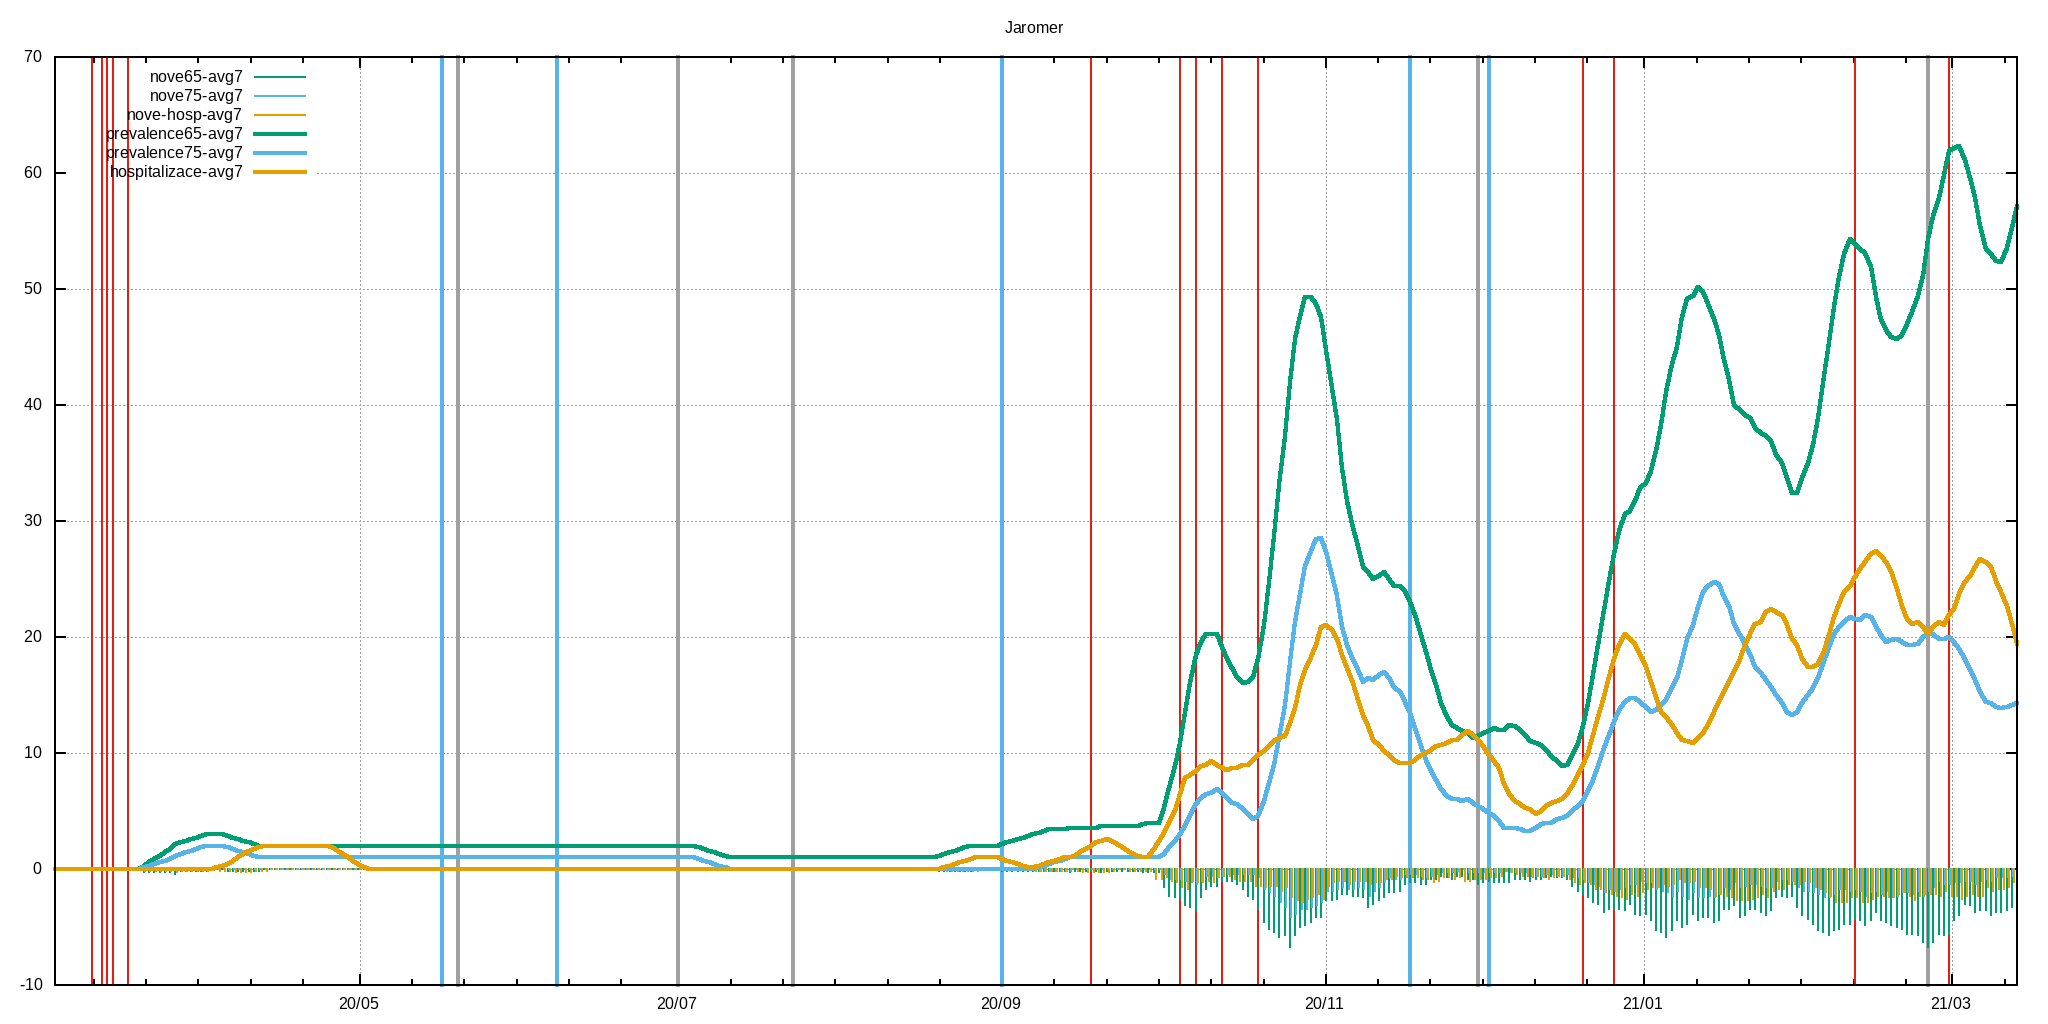 Jaromer
70
60
50
40
30
20
10
0
-10
nove65-avg7
nove75-avg7
nove-hosp-avg7
prevalence65-avg7
prevalence75-avg7
hospitalizace-avg7
20/05 20/07 20/09 20/11 21/01 21/03